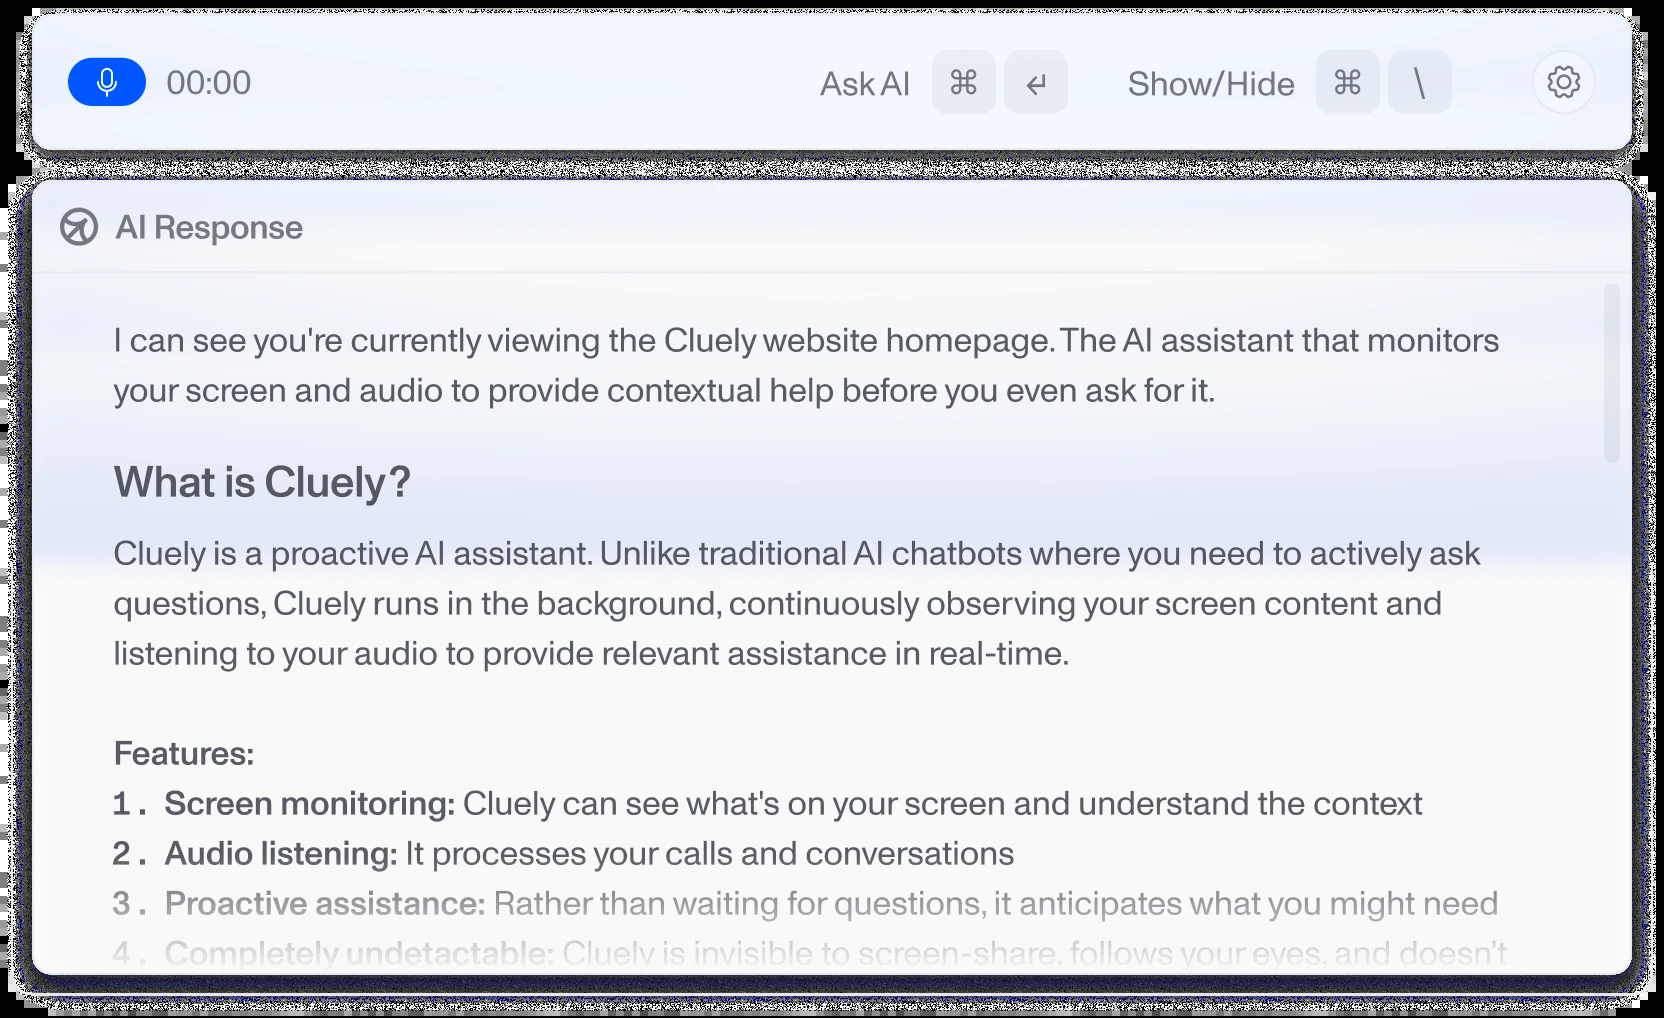 00:00
Ask AI ⌘ ↵
Show/Hide ⌘ \
AI Response
I can see you're currently viewing the Cluely website homepage. The AI assistant that monitors
your screen and audio to provide contextual help before you even ask for it.
What is Cluely?
Cluely is a proactive AI assistant. Unlike traditional AI chatbots where you need to actively ask
questions, Cluely runs in the background, continuously observing your screen content and
listening to your audio to provide relevant assistance in real-time.
Features:
1. Screen monitoring: Cluely can see what's on your screen and understand the context
2. Audio listening: It processes your calls and conversations
3. Proactive assistance: Rather than waiting for questions, it anticipates what you might need
4. Completely undetactable: Cluely is invisible to screen-share, follows your eyes, and doesn’t